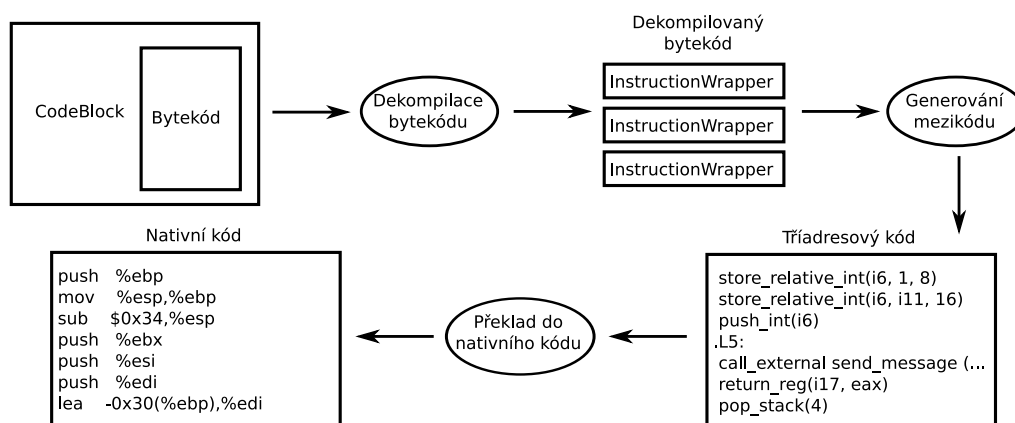 CodeBlock
Bytekód
Dekompilace
bytekódu
Dekompilovaný
bytekód
InstructionWrapper
InstructionWrapper
InstructionWrapper
Generování
mezikódu
Tříadresový kód
store_relative_int(i6, 1, 8)
store_relative_int(i6, i11, 16)
push_int(i6)
.L5:
call_external send_message (...
return_reg(i17, eax)
pop_stack(4)
Překlad do
nativního kódu
Nativní kód
push %ebp
mov %esp,%ebp
sub $0x34,%esp
push %ebx
push %esi
push %edi
lea -0x30(%ebp),%edi